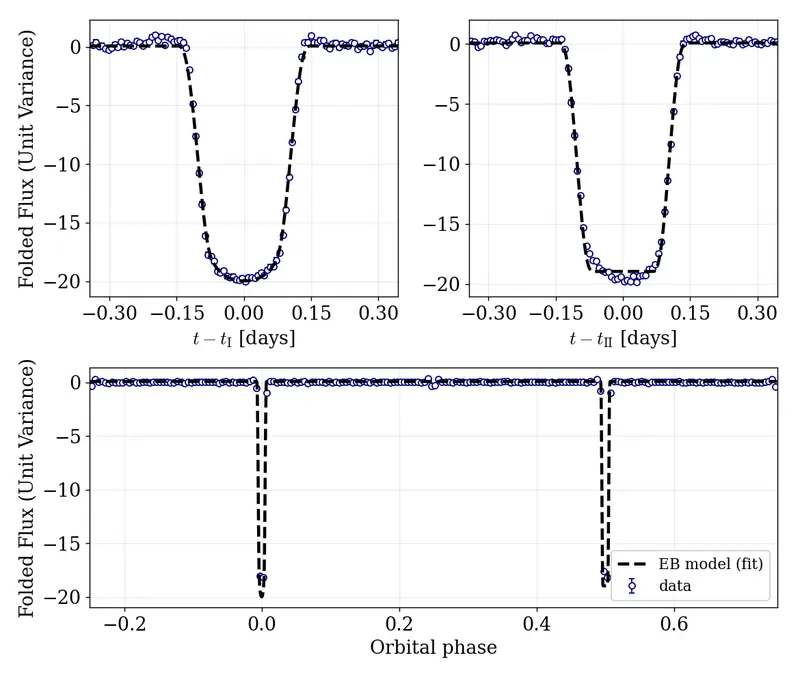 Folded Flux (Unit Variance)
0
−5
−10
−15
−20
−0.30 −0.15 0.00 0.15 0.30
t − t_I [days]
0
−5
−10
−15
−20
−0.30 −0.15 0.00 0.15 0.30
t − t_II [days]
Folded Flux (Unit Variance)
0
−5
−10
−15
−20
EB model (fit)
data
−0.2 0.0 0.2 0.4 0.6
Orbital phase